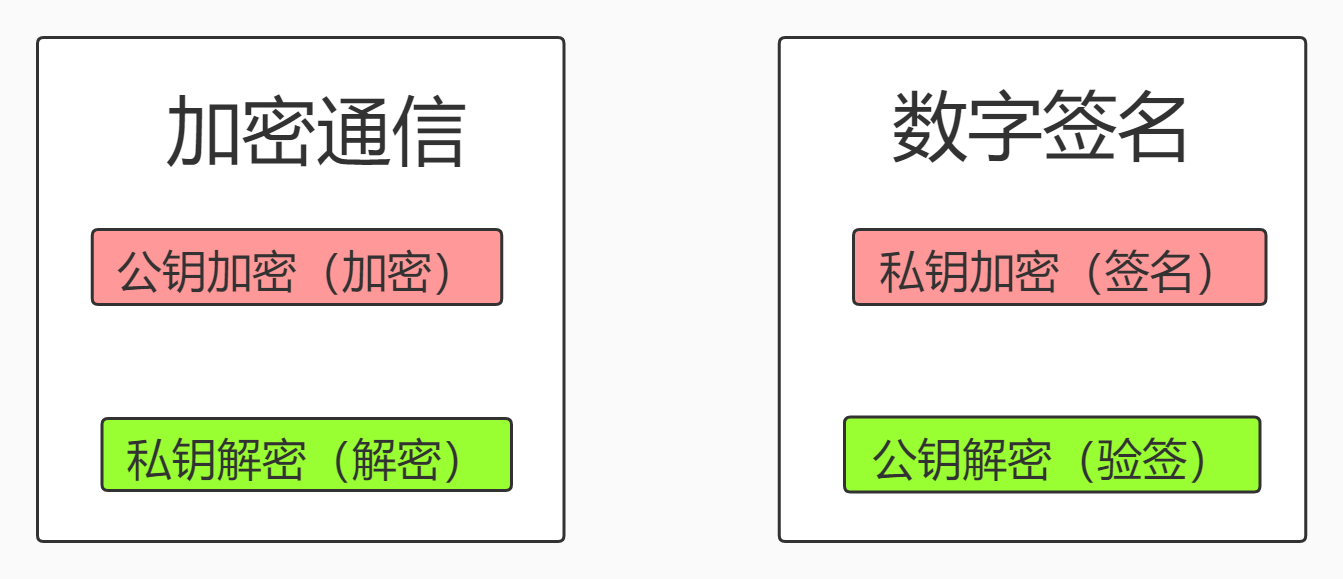 加密通信
公钥加密（加密）
私钥解密（解密）
数字签名
私钥加密（签名）
公钥解密（验签）